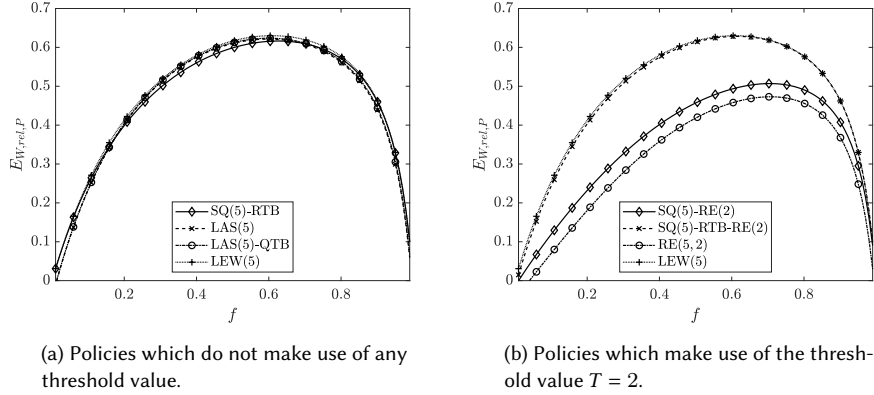 0.7
0.6
0.5
0.4
0.3
0.2
0.1
0
E_{W,rel,P}
SQ(5)-RTB
LAS(5)
LAS(5)-QTB
LEW(5)
0.2
0.4
0.6
0.8
f
(a) Policies which do not make use of any
threshold value.
0.7
0.6
0.5
0.4
0.3
0.2
0.1
0
E_{W,rel,P}
SQ(5)-RE(2)
SQ(5)-RTB-RE(2)
RE(5,2)
LEW(5)
0.2
0.4
0.6
0.8
f
(b) Policies which make use of the thresh-
old value T = 2.